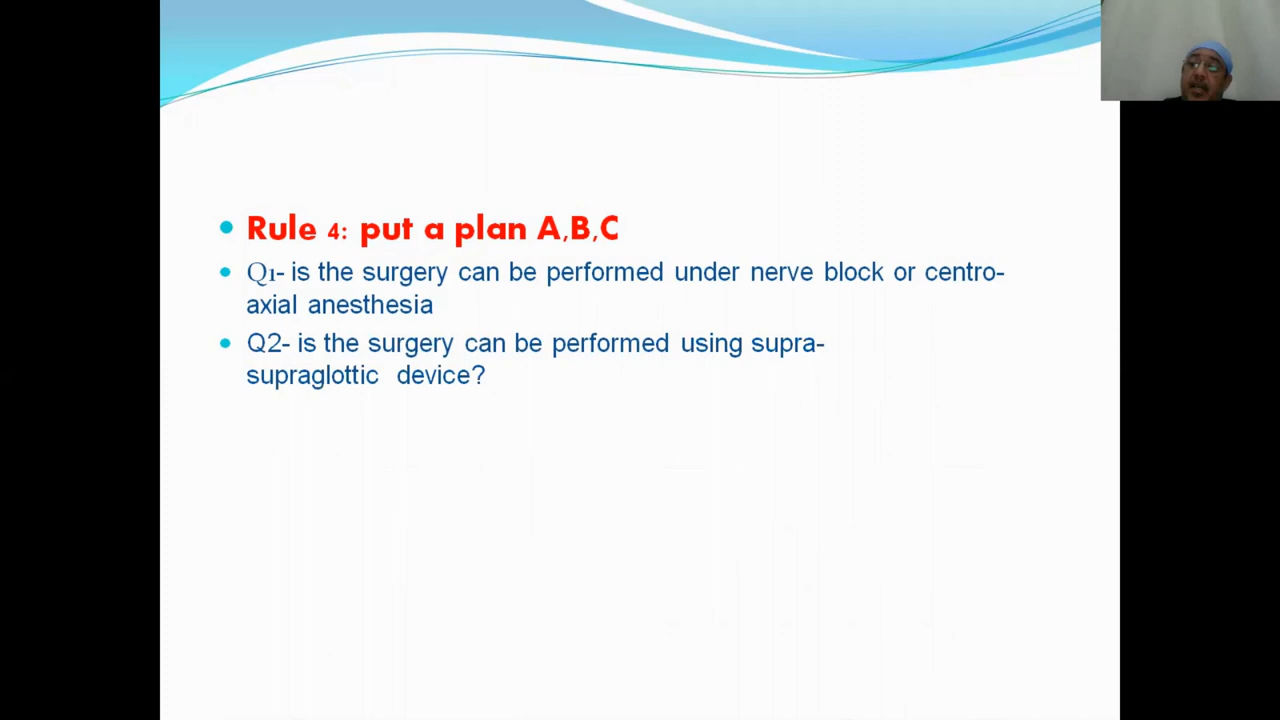 Rule 4: put a plan A,B,C
Q1- is the surgery can be performed under nerve block or centro-
axial anesthesia
Q2- is the surgery can be performed using supra-
supraglottic device?